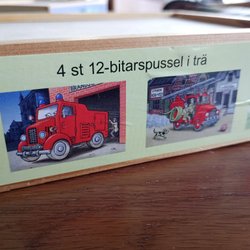 4 st 12-bitarspussel i trä